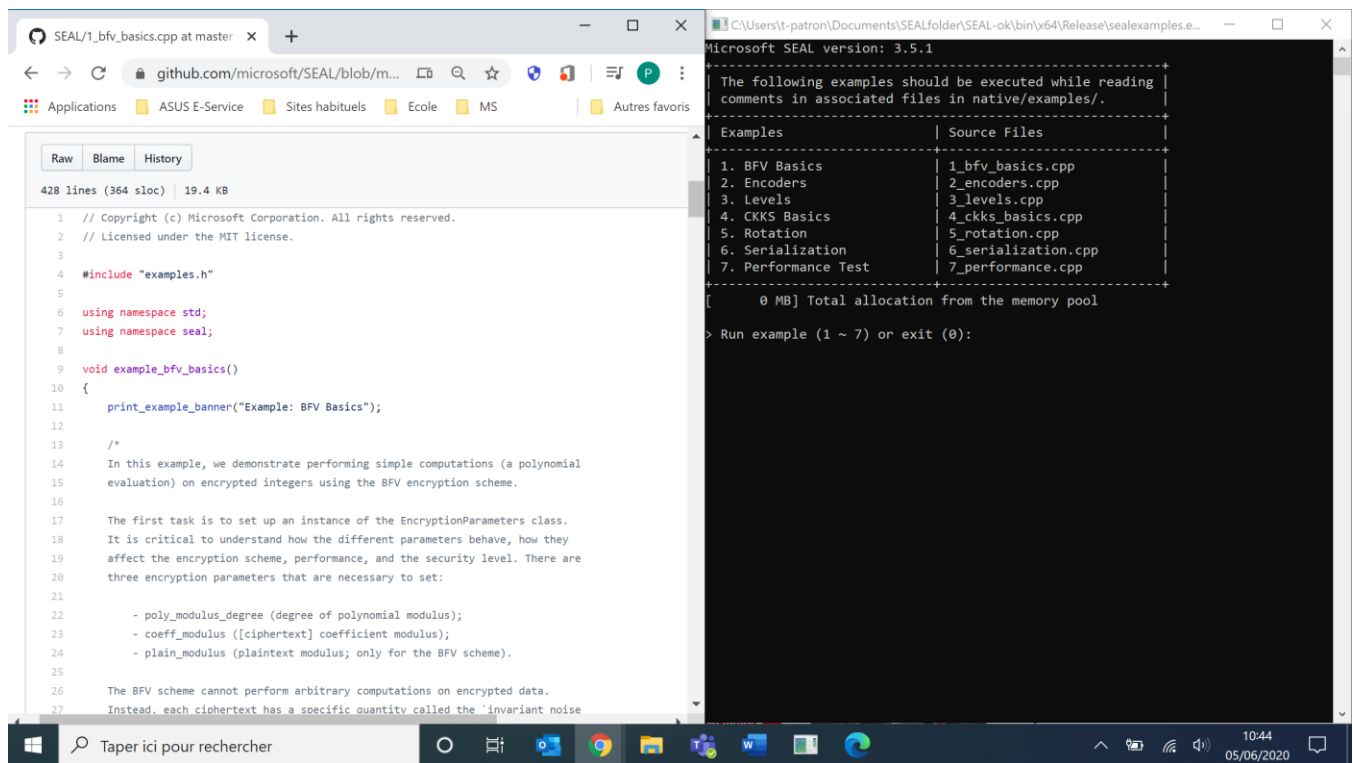 SEAL/1_bfv_basics.cpp at master
github.com/microsoft/SEAL/blob/m...
P
Applications
ASUS E-Service
Sites habituels
Ecole
MS
Autres favoris
Raw
Blame
History
428 lines (364 sloc)
19.4 KB
1 // Copyright (c) Microsoft Corporation. All rights reserved.
2 // Licensed under the MIT license.
3
4 #include "examples.h"
5
6 using namespace std;
7 using namespace seal;
8
9 void example_bfv_basics()
10 {
11 print_example_banner("Example: BFV Basics");
12
13 /*
14 In this example, we demonstrate performing simple computations (a polynomial
15 evaluation) on encrypted integers using the BFV encryption scheme.
16
17 The first task is to set up an instance of the EncryptionParameters class.
18 It is critical to understand how the different parameters behave, how they
19 affect the encryption scheme, performance, and the security level. There are
20 three encryption parameters that are necessary to set:
21
22 - poly_modulus_degree (degree of polynomial modulus);
23 - coeff_modulus ([ciphertext] coefficient modulus);
24 - plain_modulus (plaintext modulus; only for the BFV scheme).
25
26 The BFV scheme cannot perform arbitrary computations on encrypted data.
27 Instead, each ciphertext has a specific quantity called the `invariant noise
C:\Users\t-patron\Documents\SEALfolder\SEAL-ok\bin\x64\Release\sealexamples.e...
Microsoft SEAL version: 3.5.1
The following examples should be executed while reading
comments in associated files in native/examples/.
Examples | Source Files
1. BFV Basics | 1_bfv_basics.cpp
2. Encoders | 2_encoders.cpp
3. Levels | 3_levels.cpp
4. CKKS Basics | 4_ckks_basics.cpp
5. Rotation | 5_rotation.cpp
6. Serialization | 6_serialization.cpp
7. Performance Test | 7_performance.cpp
[ 0 MB] Total allocation from the memory pool
> Run example (1 ~ 7) or exit (0):
Taper ici pour rechercher
10:44
05/06/2020